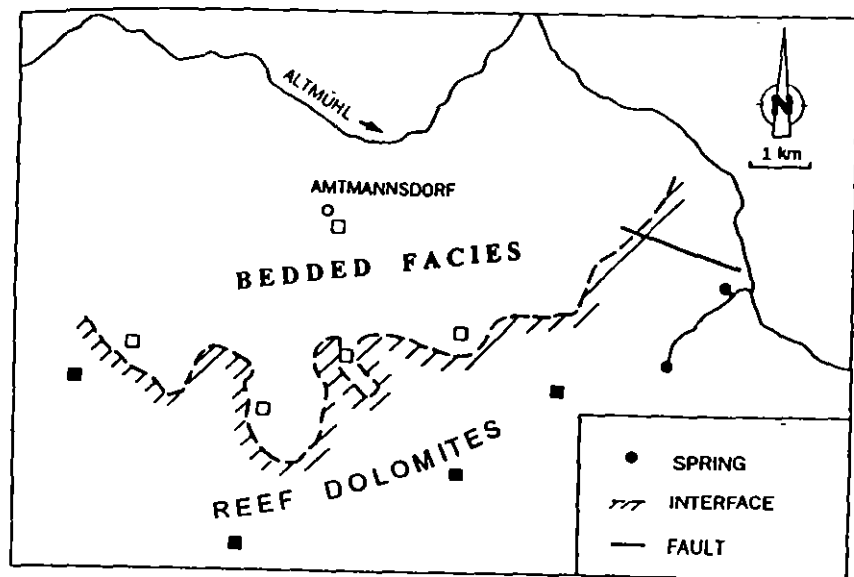 ALTMÜHL
N
1 km
AMTMANNSDORF
BEDDED FACIES
REEF DOLOMITES
SPRING
INTERFACE
FAULT